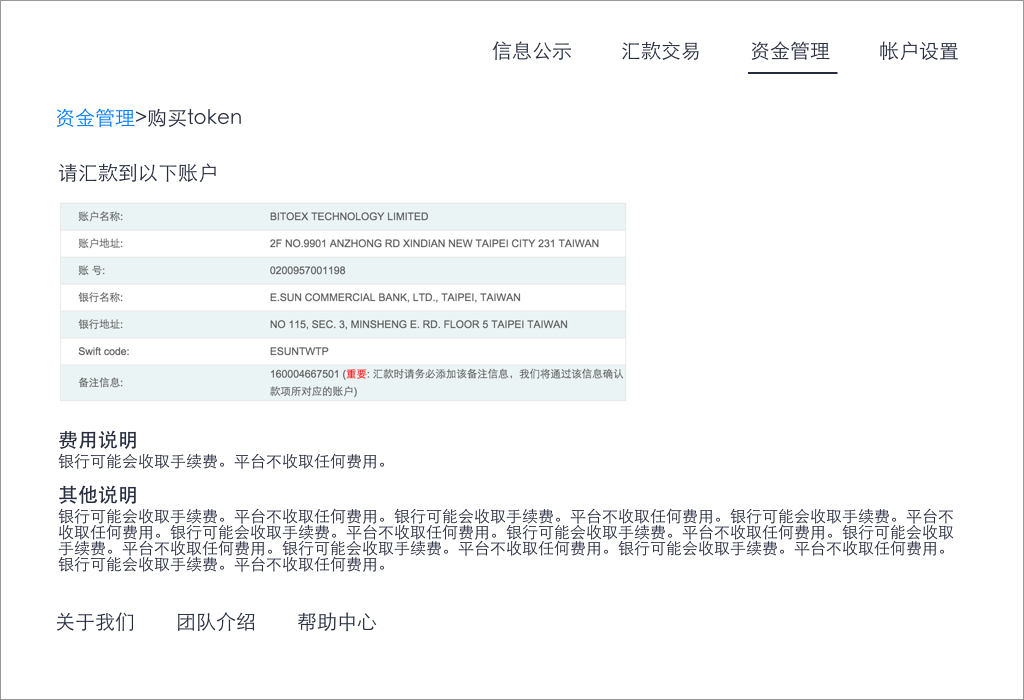 信息公示 汇款交易 资金管理 帐户设置
资金管理>购买token
请汇款到以下账户
账户名称: BITOEX TECHNOLOGY LIMITED
账户地址: 2F NO.9901 ANZHONG RD XINDIAN NEW TAIPEI CITY 231 TAIWAN
账 号: 0200957001198
银行名称: E.SUN COMMERCIAL BANK, LTD., TAIPEI, TAIWAN
银行地址: NO 115, SEC. 3, MINSHENG E. RD. FLOOR 5 TAIPEI TAIWAN
Swift code: ESUNTWTP
备注信息: 160004667501 (重要: 汇款时请务必添加该备注信息，我们将通过该信息确认
款项所对应的账户)
费用说明
银行可能会收取手续费。平台不收取任何费用。
其他说明
银行可能会收取手续费。平台不收取任何费用。银行可能会收取手续费。平台不收取任何费用。银行可能会收取手续费。平台不
收取任何费用。银行可能会收取手续费。平台不收取任何费用。银行可能会收取手续费。平台不收取任何费用。银行可能会收取
手续费。平台不收取任何费用。银行可能会收取手续费。平台不收取任何费用。银行可能会收取手续费。平台不收取任何费用。
银行可能会收取手续费。平台不收取任何费用。
关于我们 团队介绍 帮助中心